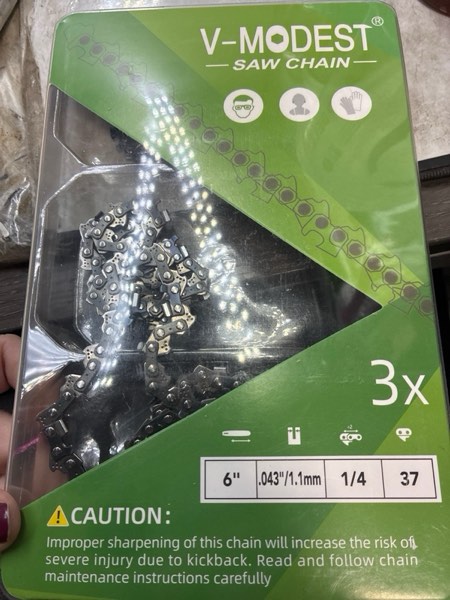 V-MODEST®
SAW CHAIN
3x
6" .043"/1.1mm 1/4 37
CAUTION:
Improper sharpening of this chain will increase the risk of
severe injury due to kickback. Read and follow chain
maintenance instructions carefully